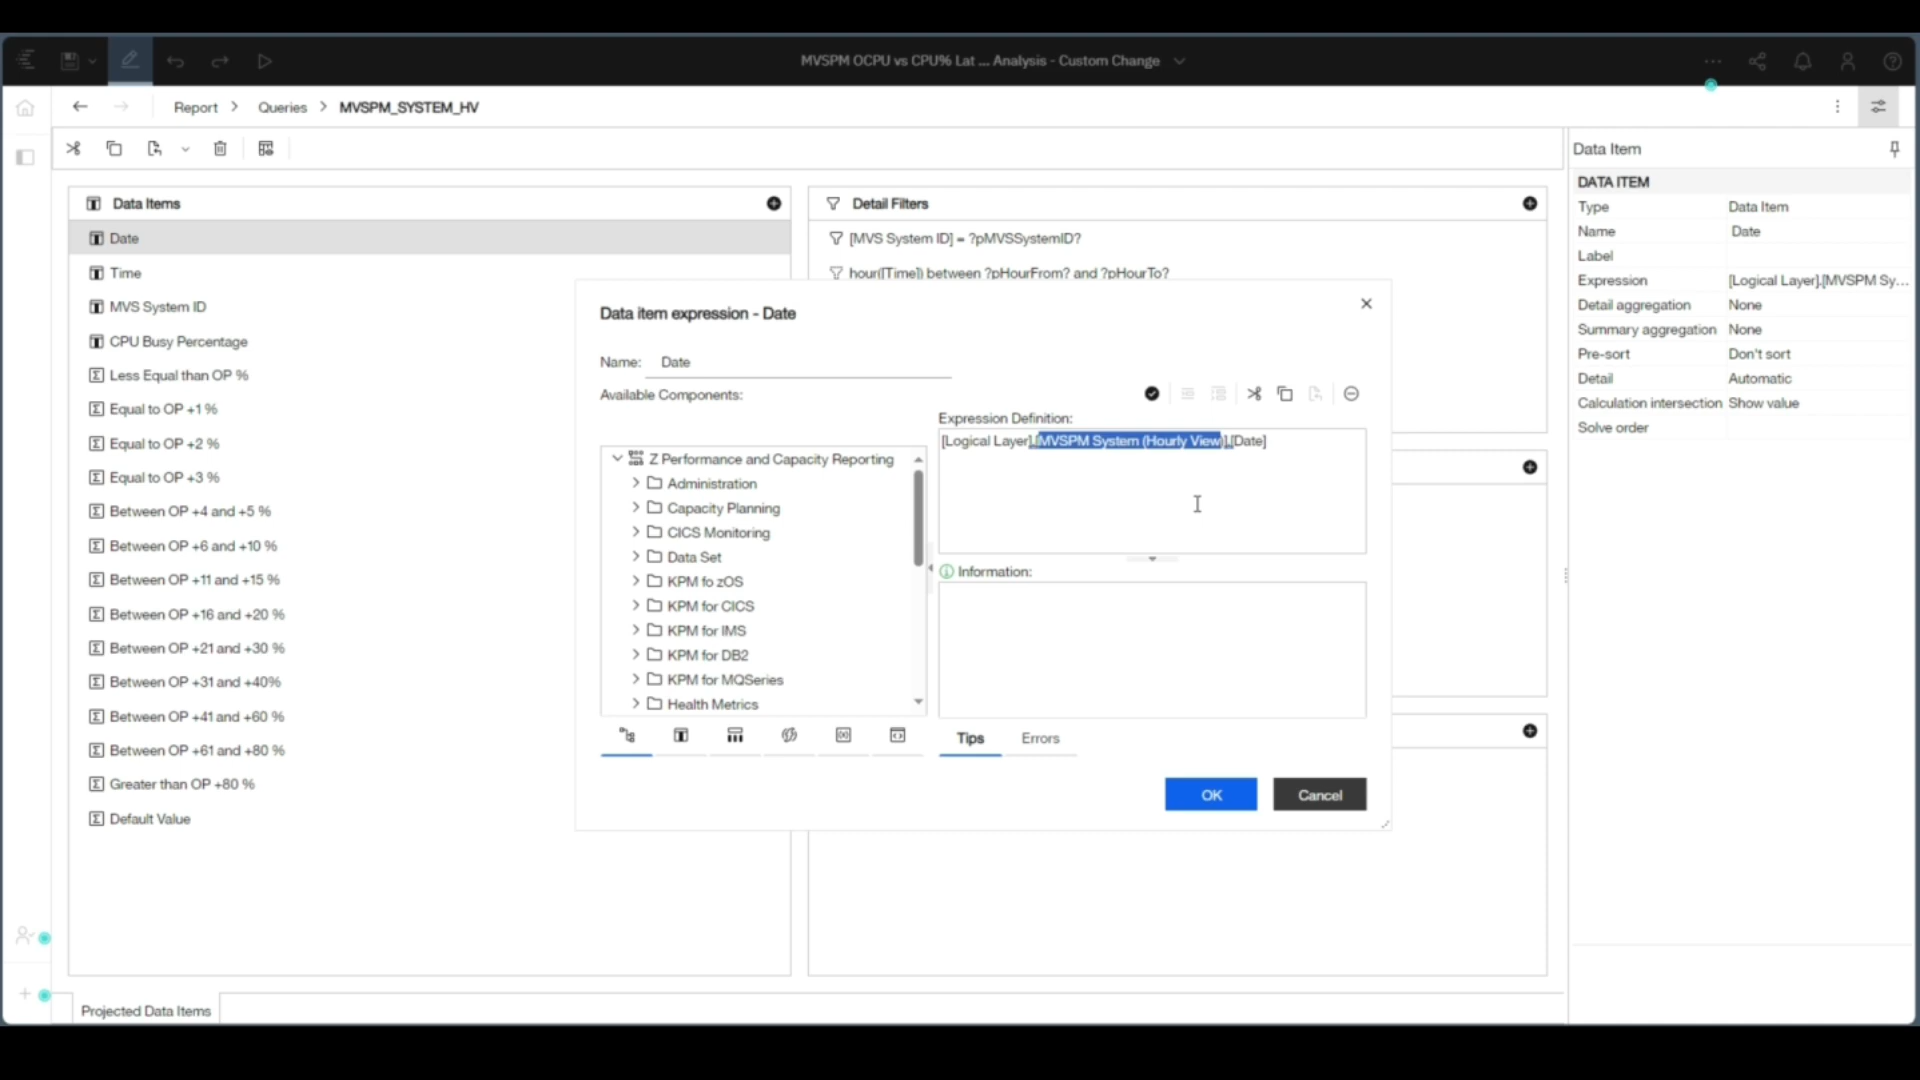 MVSPM OCPU vs CPU% Lat ... Analysis - Custom Change
Report > Queries > MVSPM_SYSTEM_HV
Data Items
Date
Time
MVS System ID
CPU Busy Percentage
Less Equal than OP %
Equal to OP +1 %
Equal to OP +2 %
Equal to OP +3 %
Between OP +4 and +5 %
Between OP +6 and +10 %
Between OP +11 and +15 %
Between OP +16 and +20 %
Between OP +21 and +30 %
Between OP +31 and +40%
Between OP +41 and +60 %
Between OP +61 and +80 %
Greater than OP +80 %
Default Value
Detail Filters
[MVS System ID] = ?pMVSSystemID?
hour([Time]) between ?pHourFrom? and ?pHourTo?
Data item expression - Date
Name: Date
Available Components:
Z Performance and Capacity Reporting
Administration
Capacity Planning
CICS Monitoring
Data Set
KPM fo zOS
KPM for CICS
KPM for IMS
KPM for DB2
KPM for MQSeries
Health Metrics
Expression Definition:
[Logical Layer].[MVSPM System (Hourly View)].[Date]
Information:
Tips
Errors
OK
Cancel
Data Item
DATA ITEM
Type Data Item
Name Date
Label
Expression [Logical Layer].[MVSPM Sy...
Detail aggregation None
Summary aggregation None
Pre-sort Don't sort
Detail Automatic
Calculation intersection Show value
Solve order
Projected Data Items